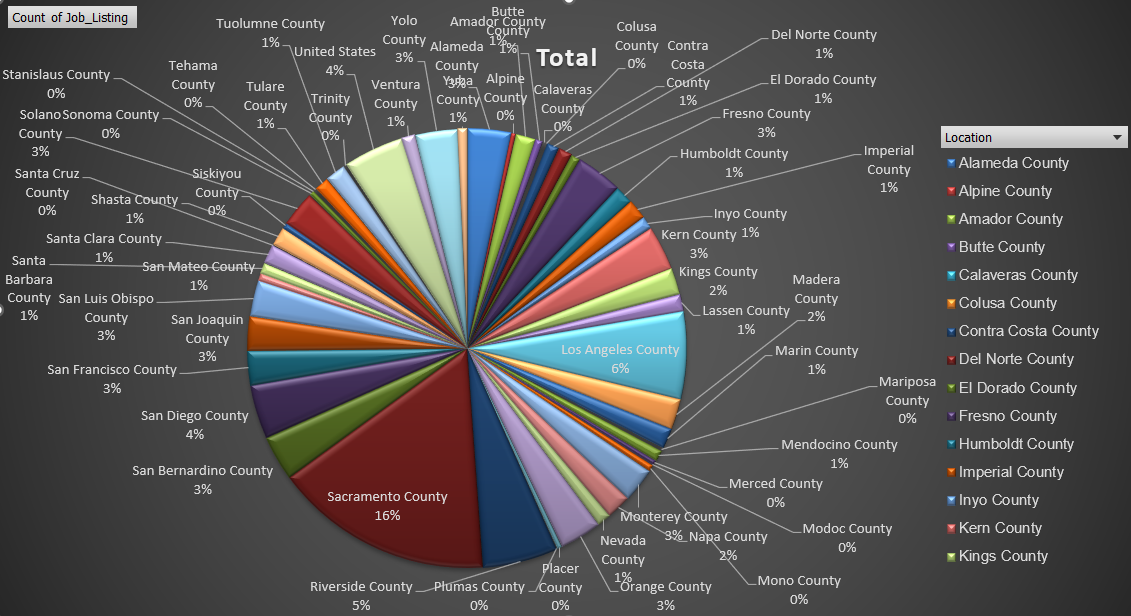 Count of Job_Listing
Total
Tuolumne County
1%
United States
4%
Yolo
County
3%
Ventura
County
1%
Alameda
County
3%
Yuba
County
1%
Amador County
1%
Butte
County
1%
Alpine
County
0%
Colusa
County
0%
Calaveras
County
0%
Contra
Costa
County
1%
Del Norte County
1%
El Dorado County
1%
Fresno County
3%
Humboldt County
1%
Imperial
County
1%
Inyo County
1%
Kern County
3%
Kings County
2%
Lassen County
1%
Los Angeles County
6%
Madera
County
2%
Marin County
1%
Mariposa
County
0%
Mendocino County
1%
Merced County
0%
Modoc County
0%
Mono County
0%
Monterey County
3%
Napa County
2%
Nevada
County
1%
Orange County
3%
Placer
County
0%
Plumas County
0%
Riverside County
5%
Sacramento County
16%
San Bernardino County
3%
San Diego County
4%
San Francisco County
3%
San Joaquin
County
3%
San Luis Obispo
County
3%
San Mateo County
1%
Santa
Barbara
County
1%
Santa Clara County
1%
Shasta County
1%
Santa Cruz
County
0%
Siskiyou
County
0%
Solano
County
3%
Sonoma County
0%
Stanislaus County
0%
Tehama
County
0%
Tulare
County
1%
Trinity
County
0%
Location
Alameda County
Alpine County
Amador County
Butte County
Calaveras County
Colusa County
Contra Costa County
Del Norte County
El Dorado County
Fresno County
Humboldt County
Imperial County
Inyo County
Kern County
Kings County